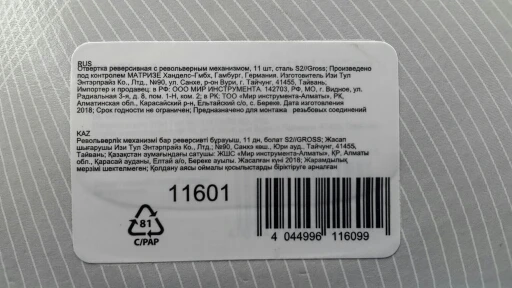 RUS
Отвертка реверсивная с револьверным механизмом, 11 шт, сталь S2//Gross; Произведено
под контролем МАТРИЗЕ Ханделс-Гмбх, Гамбург, Германия. Изготовитель Изи Тул
Энтэрпрайз Ко., Лтд., №90, ул. Санхе, р-он Вури, г. Тайчунг, 41455, Тайвань;
Импортер и продавец: в РФ: ООО МИР ИНСТРУМЕНТА. 142703, РФ, МО, г. Видное, ул.
Радиальная 3-я, д. 8, пом. 1-Н, ком. 2; в РК: ТОО «Мир инструмента-Алматы», РК,
Алматинская обл., Карасайский р-н, Ельтайский с/о, с. Береке. Дата изготовления
2018; Срок годности не ограничен; Предназначено для монтажа резьбовых соединений
KAZ
Револьверлік механизмі бар реверсивті бурауыш, 11 дн, болат S2//GROSS; Жасап
шығарушы Изи Тул Энтэрпрайз Ко., Лтд.; №90, Санхэ көш., Юри ауд., Тайчунг, 41455,
Тайвань; Қазақстан аумағындағы сатушы: ЖШС «Мир инструмента-Алматы», ҚР, Алматы
обл., Қарасай ауданы, Елтай а/о, Береке ауылы. Жасалған күні 2018; Жарамдылық
мерзімі шектелмеген; Қолдану аясы оймалы қосылыстарды біріктіруге арналған
11601
81
C/PAP
4 044996 116099